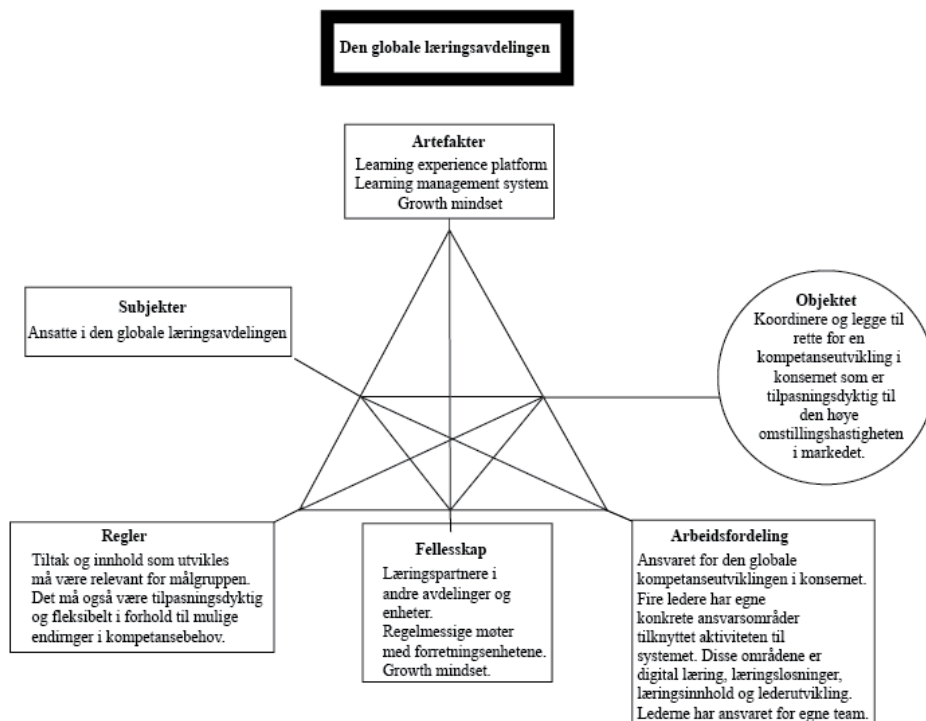 Den globale læringsavdelingen
Artefakter
Learning experience platform
Learning management system
Growth mindset
Subjekter
Ansatte i den globale læringsavdelingen
Objektet
Koordinere og legge til
rette for en
kompetanseutvikling i
konsernet som er
tilpasningsdyktig til
den høye
omstillingshastigheten
i markedet.
Regler
Tiltak og innhold som utvikles
må være relevant for målgruppen.
Det må også være tilpasningsdyktig
og fleksibelt i forhold til mulige
endirnger i kompetansebehov.
Fellesskap
Læringspartnere i
andre avdelinger og
enheter.
Regelmessige møter
med forretningsenhetene.
Growth mindset.
Arbeidsfordeling
Ansvaret for den globale
kompetanseutviklingen i konsernet.
Fire ledere har egne
konkrete ansvarsområder
tilknyttet aktiviteten til
systemet. Disse områdene er
digital læring, læringsløsninger,
læringsinnhold og lederutvikling.
Lederne har ansvaret for egne team.